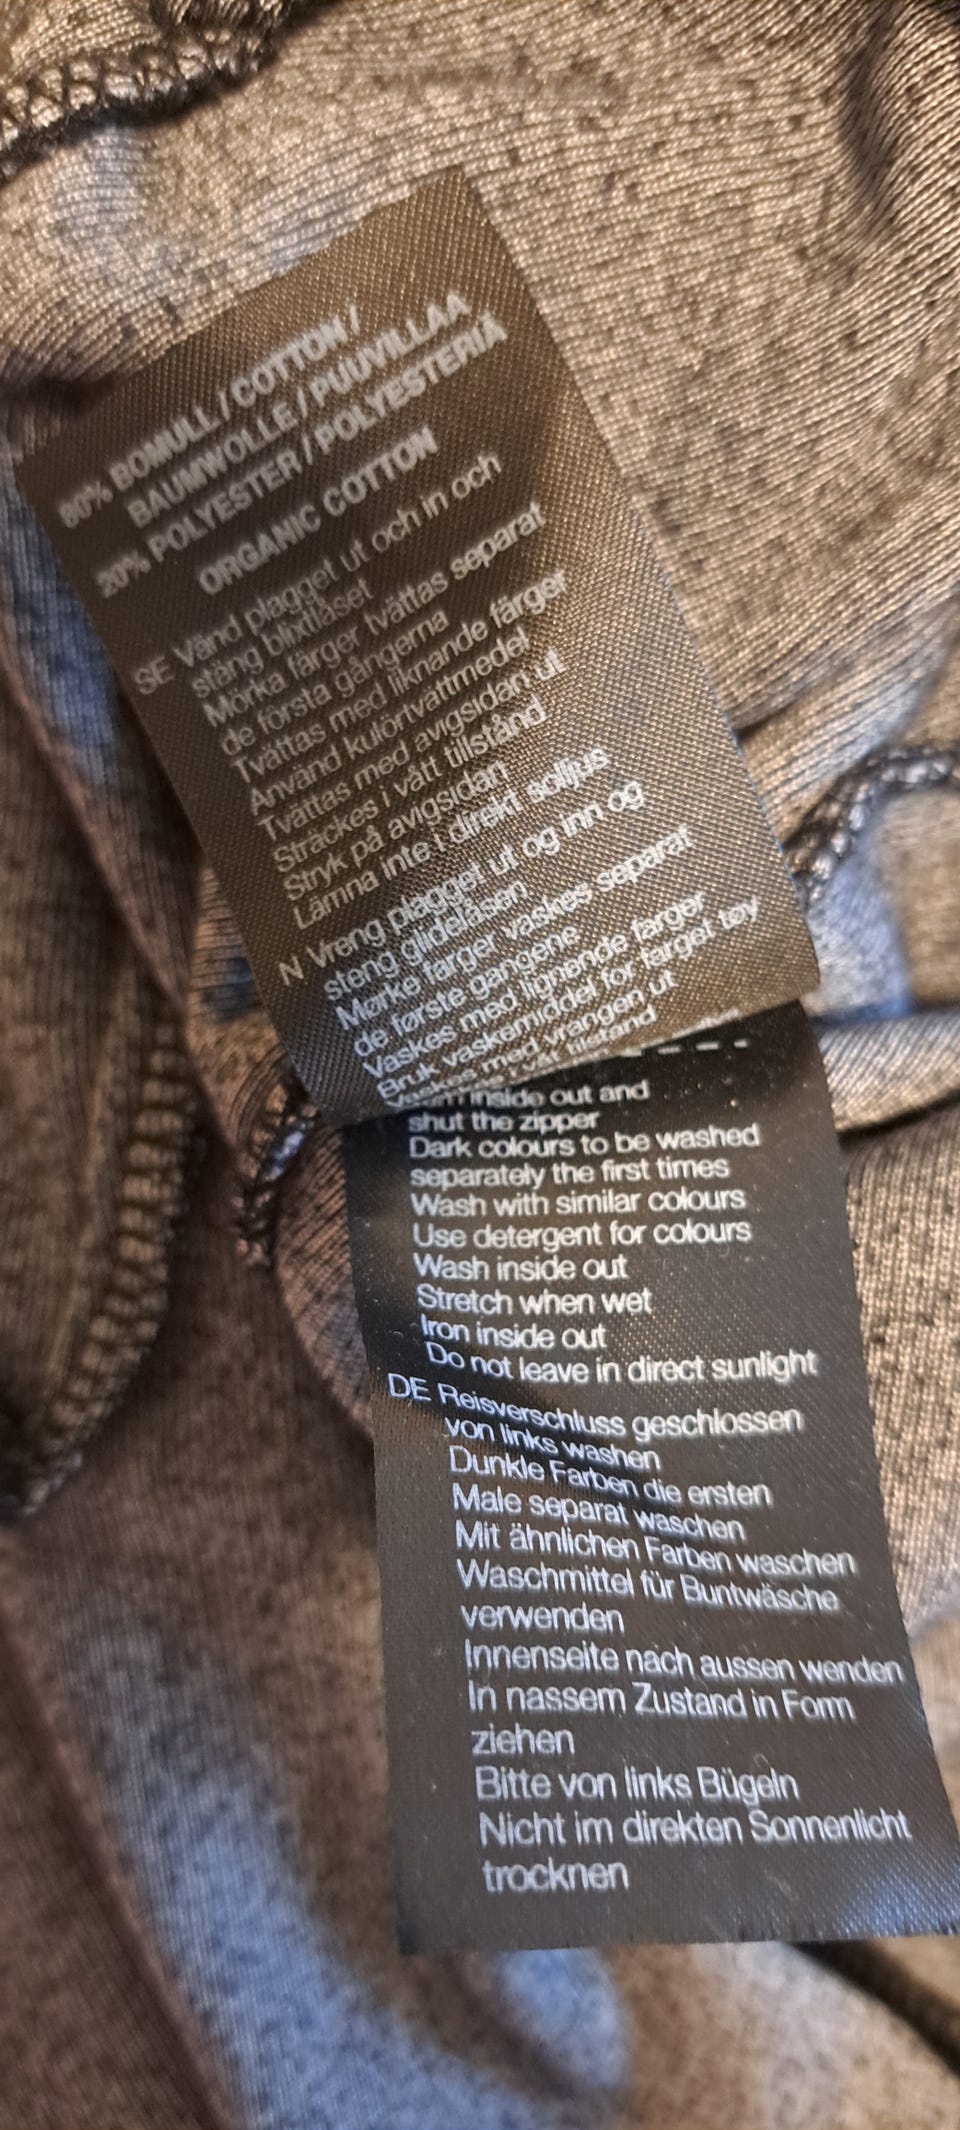 80% BOMULL / COTTON /
BAUMWOLLE / PUUVILLAA
20% POLYESTER / POLYESTERIÄ
ORGANIC COTTON
SE Vänd plagget ut och in och
stäng blixtlåset
Mörka färger tvättas separat
de första gångerna
Tvättas med liknande färger
Använd kulörtvättmedel
Tvättas med avigsidan ut
Sträckes i vått tillstånd
Stryk på avigsidan
Lämna inte i direkt solljus
N Vreng plagget ut og inn og
steng glidelåsen
Mørke farger vaskes separat
de første gangene
Vaskes med lignende farger
Bruk vaskemiddel for farget tøy
Vaskes med vrangen ut
i våt tilstand
inside out and
shut the zipper
Dark colours to be washed
separately the first times
Wash with similar colours
Use detergent for colours
Wash inside out
Stretch when wet
Iron inside out
Do not leave in direct sunlight
DE Reisverschluss geschlossen
von links washen
Dunkle Farben die ersten
Male separat waschen
Mit ähnlichen Farben waschen
Waschmittel für Buntwäsche
verwenden
Innenseite nach aussen wenden
In nassem Zustand in Form
ziehen
Bitte von links Bügeln
Nicht im direkten Sonnenlicht
trocknen